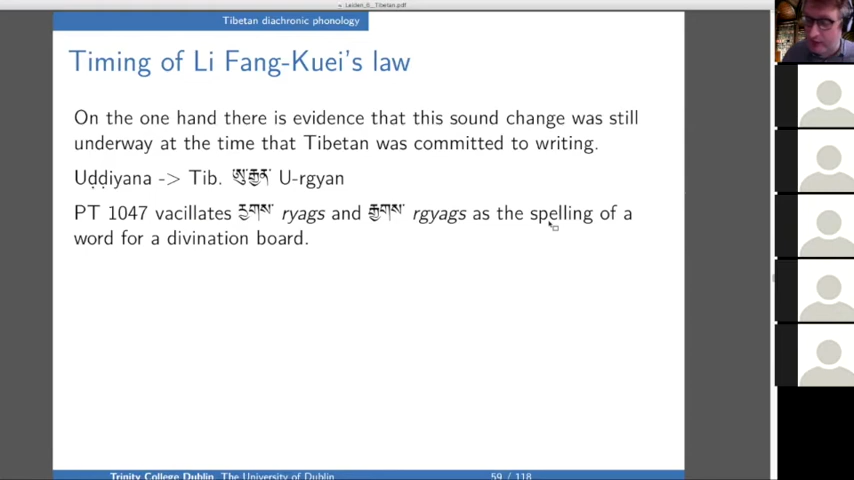 Leiden_6__Tibetan.pdf
Tibetan diachronic phonology
Timing of Li Fang-Kuei's law
On the one hand there is evidence that this sound change was still
underway at the time that Tibetan was committed to writing.
Uḍḍiyana -> Tib. ཨུ་རྒྱན་ U-rgyan
PT 1047 vacillates རྱགས་ ryags and རྒྱགས་ rgyags as the spelling of a
word for a divination board.
Trinity College Dublin, The University of Dublin
59 / 118